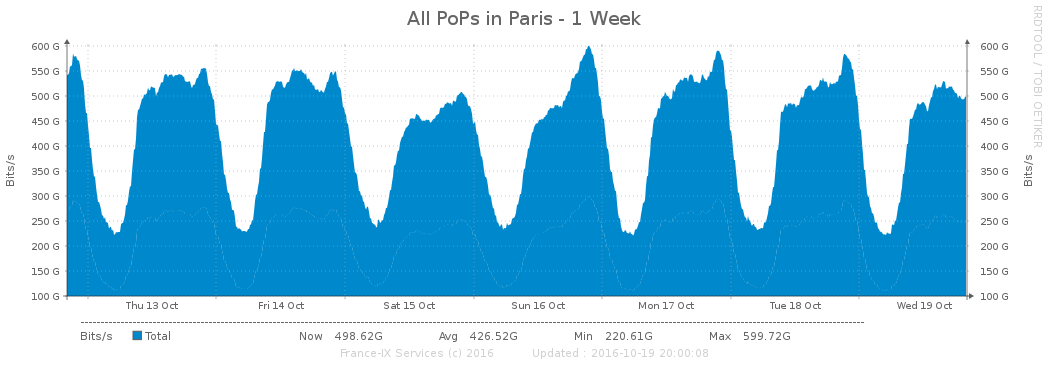 All PoPs in Paris - 1 Week
RRDTOOL / TOBI OETIKER
Bits/s
600 G
550 G
500 G
450 G
400 G
350 G
300 G
250 G
200 G
150 G
100 G
600 G
550 G
500 G
450 G
400 G
350 G
300 G
250 G
200 G
150 G
100 G
Bits/s
Thu 13 Oct Fri 14 Oct Sat 15 Oct Sun 16 Oct Mon 17 Oct Tue 18 Oct Wed 19 Oct
Bits/s Total Now 498.62G Avg 426.52G Min 220.61G Max 599.72G
France-IX Services (c) 2016 Updated : 2016-10-19 20:00:08